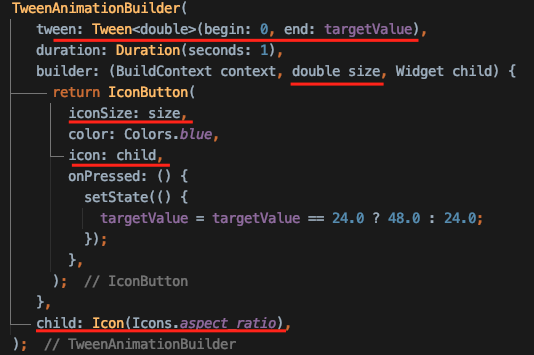 TweenAnimationBuilder(
tween: Tween<double>(begin: 0, end: targetValue),
duration: Duration(seconds: 1),
builder: (BuildContext context, double size, Widget child) {
return IconButton(
iconSize: size,
color: Colors.blue,
icon: child,
onPressed: () {
setState(() {
targetValue = targetValue == 24.0 ? 48.0 : 24.0;
});
},
); // IconButton
},
child: Icon(Icons.aspect_ratio),
); // TweenAnimationBuilder